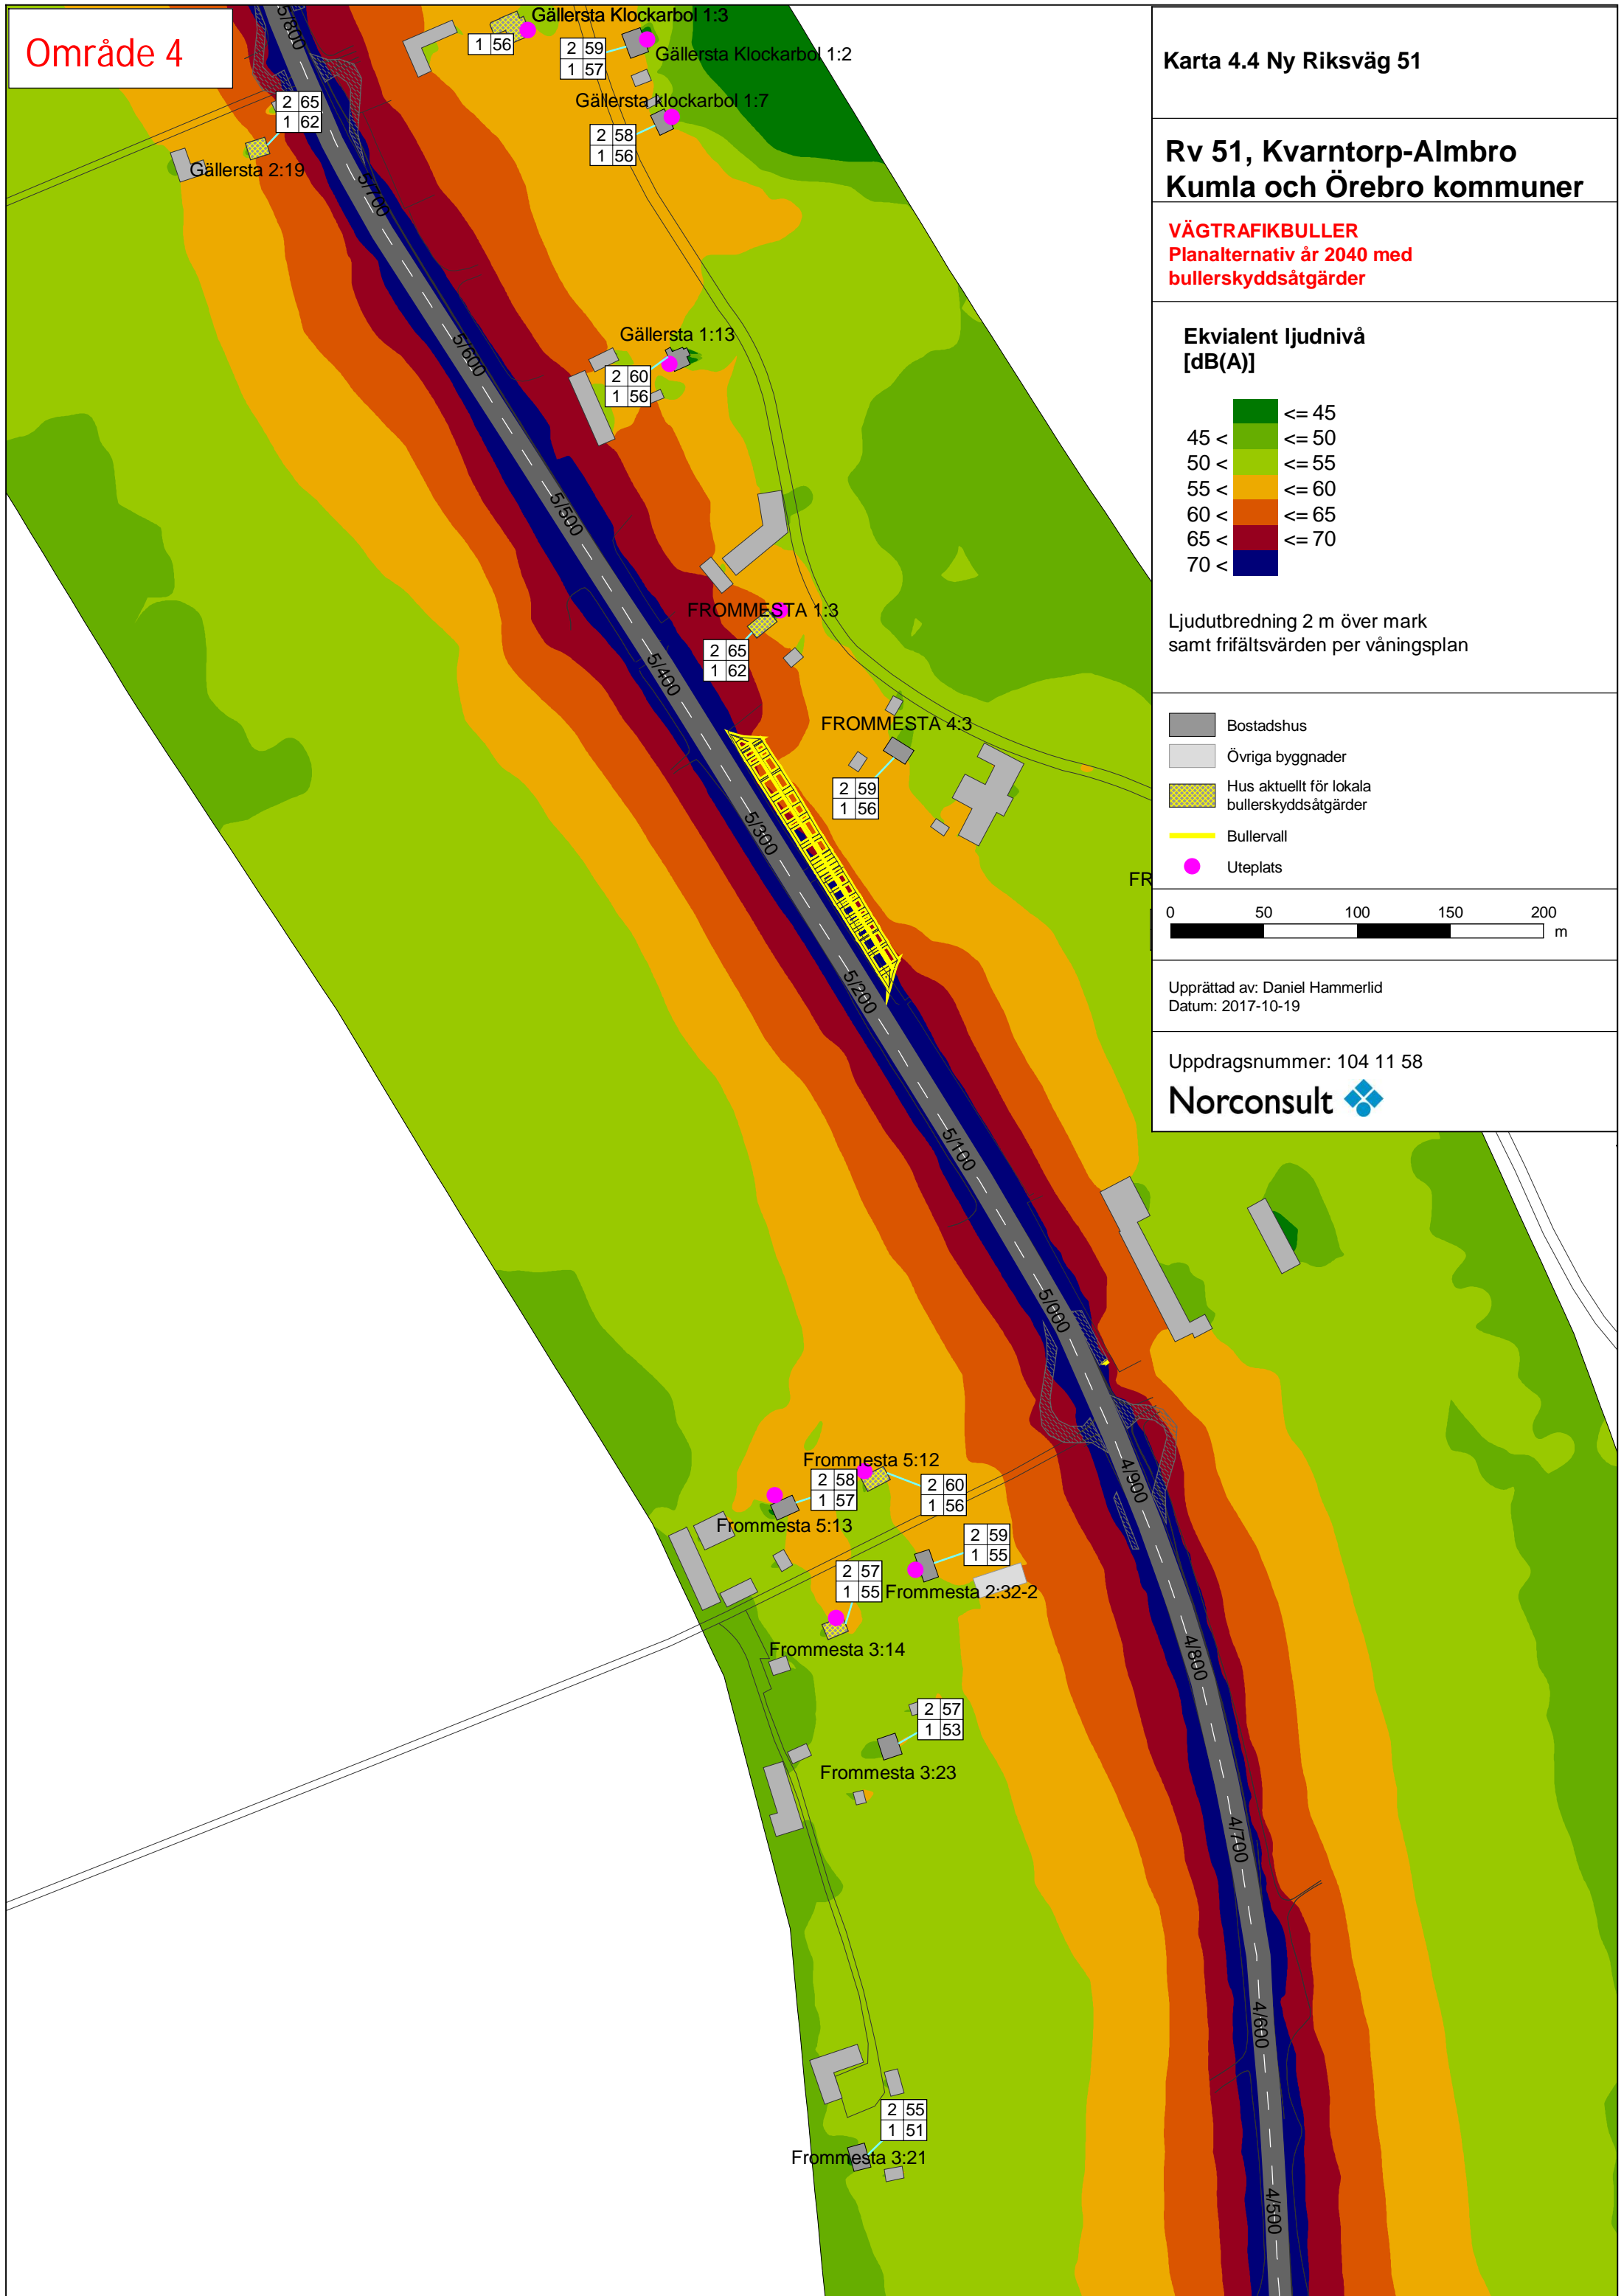 Område 4
Karta 4.4 Ny Riksväg 51
Rv 51, Kvarntorp-Almbro
Kumla och Örebro kommuner
VÄGTRAFIKBULLER
Planalternativ år 2040 med
bullerskyddsåtgärder
Ekvialent ljudnivå
[dB(A)]
<= 45
45 < <= 50
50 < <= 55
55 < <= 60
60 < <= 65
65 < <= 70
70 <
Ljudutbredning 2 m över mark
samt frifältsvärden per våningsplan
Bostadshus
Övriga byggnader
Hus aktuellt för lokala
bullerskyddsåtgärder
Bullervall
Uteplats
0 50 100 150 200
m
Upprättad av: Daniel Hammerlid
Datum: 2017-10-19
Uppdragsnummer: 104 11 58
Norconsult
Gällersta Klockarbol 1:3
1 56
2 59
1 57
Gällersta Klockarbol 1:2
Gällersta klockarbol 1:7
2 58
1 56
2 65
1 62
Gällersta 2:19
Gällersta 1:13
2 60
1 56
FROMMESTA 1:3
2 65
1 62
FROMMESTA 4:3
2 59
1 56
FR
5/800
5/700
5/600
5/500
5/400
5/300
5/200
5/100
5/000
4/900
4/800
4/700
4/600
4/500
Frommesta 5:12
2 58
1 57
2 60
1 56
Frommesta 5:13
2 59
1 55
2 57
1 55
Frommesta 2:32-2
Frommesta 3:14
2 57
1 53
Frommesta 3:23
2 55
1 51
Frommesta 3:21